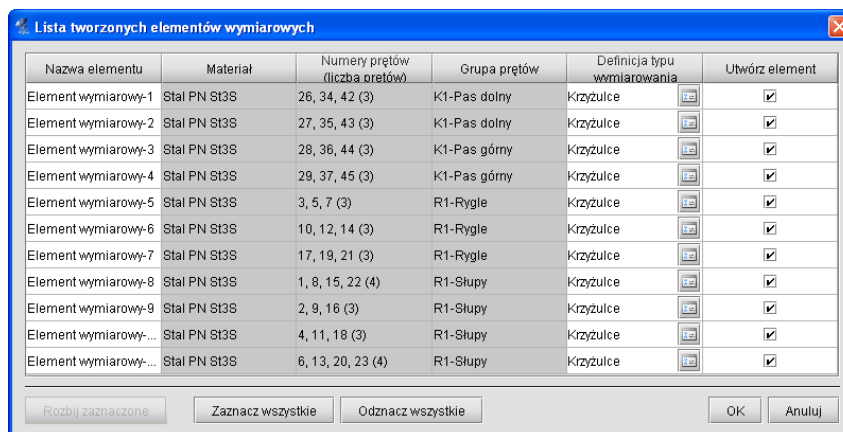 Lista tworzonych elementów wymiarowych
Nazwa elementu Materiał Numery prętów (liczba prętów) Grupa prętów Definicja typu wymiarowania Utwórz element
Element wymiarowy-1 Stal PN St3S 26, 34, 42 (3) K1-Pas dolny Krzyżulce
Element wymiarowy-2 Stal PN St3S 27, 35, 43 (3) K1-Pas dolny Krzyżulce
Element wymiarowy-3 Stal PN St3S 28, 36, 44 (3) K1-Pas górny Krzyżulce
Element wymiarowy-4 Stal PN St3S 29, 37, 45 (3) K1-Pas górny Krzyżulce
Element wymiarowy-5 Stal PN St3S 3, 5, 7 (3) R1-Rygle Krzyżulce
Element wymiarowy-6 Stal PN St3S 10, 12, 14 (3) R1-Rygle Krzyżulce
Element wymiarowy-7 Stal PN St3S 17, 19, 21 (3) R1-Rygle Krzyżulce
Element wymiarowy-8 Stal PN St3S 1, 8, 15, 22 (4) R1-Słupy Krzyżulce
Element wymiarowy-9 Stal PN St3S 2, 9, 16 (3) R1-Słupy Krzyżulce
Element wymiarowy-... Stal PN St3S 4, 11, 18 (3) R1-Słupy Krzyżulce
Element wymiarowy-... Stal PN St3S 6, 13, 20, 23 (4) R1-Słupy Krzyżulce
Rozbij zaznaczone Zaznacz wszystkie Odznacz wszystkie OK Anuluj